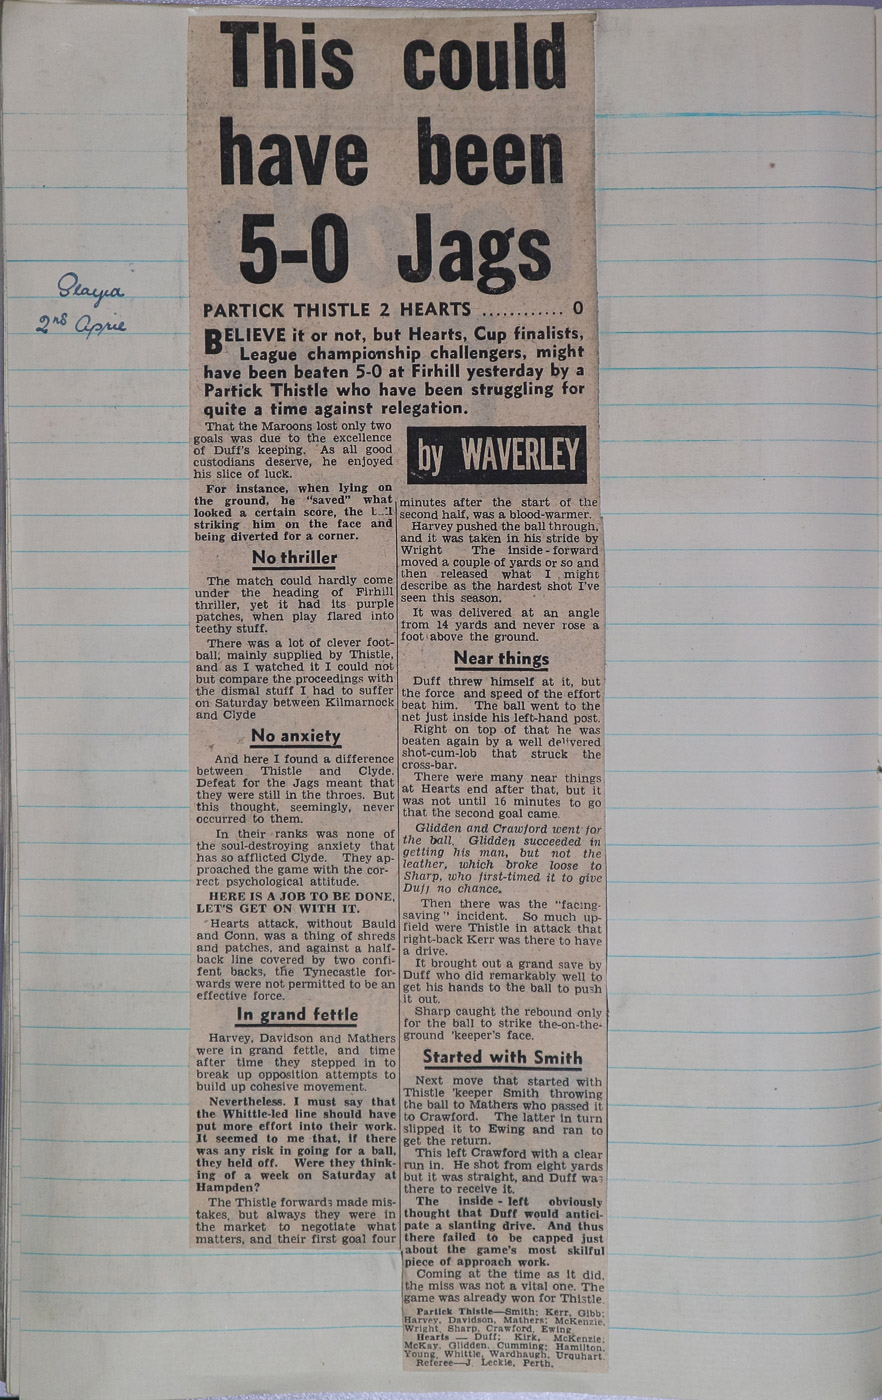 This could
have been
5-0 Jags
2nd
PARTICK THISTLE 2 HEARTS ............ 0
BELIEVE it or not, but Hearts, Cup finalists,
League championship challengers, might
have been beaten 5-0 at Firhill yesterday by a
Partick Thistle who have been struggling for
quite a time against relegation.
That the Maroons lost only two
goals was due to the excellence
of Duff's keeping. As all good
custodians deserve, he enjoyed
his slice of luck.
For instance, when lying on
the ground, he "saved" what
looked a certain score, the
striking him on the face and
being diverted for a corner.
No thriller
The match could hardly come
under the heading of Firhill
thriller, yet it had its purple
patches, when play flared into
teethy stuff.
There was a lot of clever foot-
ball, mainly supplied by Thistle,
and as I watched it I could not
but compare the proceedings with
the dismal stuff I had to suffer
on Saturday between Kilmarnock
and Clyde
No anxiety
And here I found a difference
between Thistle and Clyde.
Defeat for the Jags meant that
they were still in the throes. But
this thought, seemingly, never
occurred to them.
In their ranks was none of
the soul-destroying anxiety that
has so afflicted Clyde. They ap-
proached the game with the cor-
rect psychological attitude.
HERE IS A JOB TO BE DONE,
LET'S GET ON WITH IT.
Hearts attack, without Bauld
and Conn, was a thing of shreds
and patches, and against a half-
back line covered by two confi-
fent backs, the Tynecastle for-
wards were not permitted to be an
effective force.
In grand fettle
Harvey, Davidson and Mathers
were in grand fettle, and time
after time they stepped in to
break up opposition attempts to
build up cohesive movement.
Nevertheless. I must say that
the Whittle-led line should have
put more effort into their work.
It seemed to me that, if there
was any risk in going for a ball,
they held off. Were they think-
ing of a week on Saturday at
Hampden?
The Thistle forwards made mis-
takes, but always they were in
the market to negotiate what
matters, and their first goal four
by WAVERLEY
minutes after the start of the
second half, was a blood-warmer.
Harvey pushed the ball through,
and it was taken in his stride by
Wright The inside-forward
moved a couple of yards or so and
then released what I might
describe as the hardest shot I've
seen this season.
It was delivered at an angle
from 14 yards and never rose a
foot above the ground.
Near things
Duff threw himself at it, but
the force and speed of the effort
beat him. The ball went to the
net just inside his left-hand post.
Right on top of that he was
beaten again by a well delivered
shot-cum-lob that struck the
cross-bar.
There were many near things
at Hearts end after that, but it
was not until 16 minutes to go
that the second goal came.
Glidden and Crawford went for
the ball. Glidden succeeded in
getting his man, but not the
leather, which broke loose to
Sharp, who first-timed it to give
Duff no chance.
Then there was the "facing-
saving" incident. So much up-
field were Thistle in attack that
right-back Kerr was there to have
a drive.
It brought out a grand save by
Duff who did remarkably well to
get his hands to the ball to push
it out.
Sharp caught the rebound only
for the ball to strike the-on-the-
ground 'keeper's face.
Started with Smith
Next move that started with
Thistle 'keeper Smith throwing
the ball to Mathers who passed it
to Crawford. The latter in turn
slipped it to Ewing and ran to
get the return.
This left Crawford with a clear
run in. He shot from eight yards
but it was straight, and Duff was
there to receive it.
The inside-left obviously
thought that Duff would antici-
pate a slanting drive. And thus
there failed to be capped just
about the game's most skilful
piece of approach work.
Coming at the time as it did,
the miss was not a vital one. The
game was already won for Thistle.
Partick Thistle—Smith; Kerr, Gibb;
Harvey, Davidson, Mathers; McKenzie,
Wright, Sharp, Crawford, Ewing
Hearts — Duff; Kirk, McKenzie;
McKay, Glidden, Cumming; Hamilton,
Young, Whittle, Wardhaugh, Urquhart.
Referee—J. Leckie, Perth.